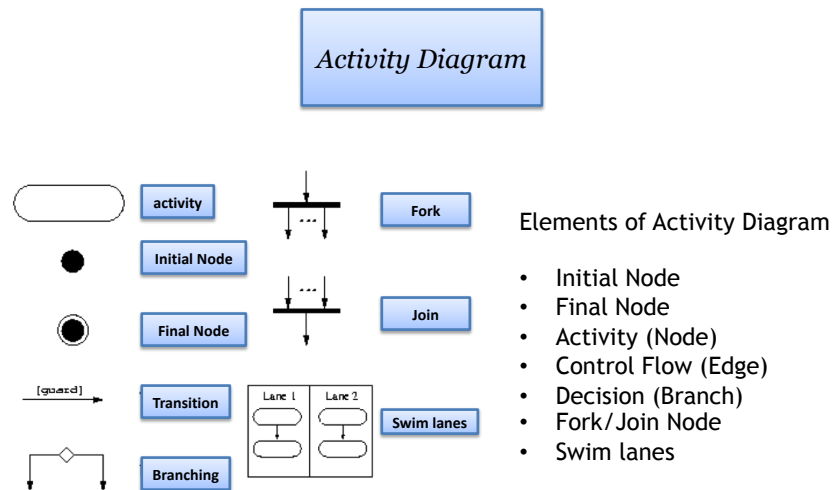 Activity Diagram
activity
Initial Node
Final Node
[guard]
Transition
Branching
...
Fork
...
Join
Lane 1 Lane 2
Swim lanes
Elements of Activity Diagram
• Initial Node
• Final Node
• Activity (Node)
• Control Flow (Edge)
• Decision (Branch)
• Fork/Join Node
• Swim lanes